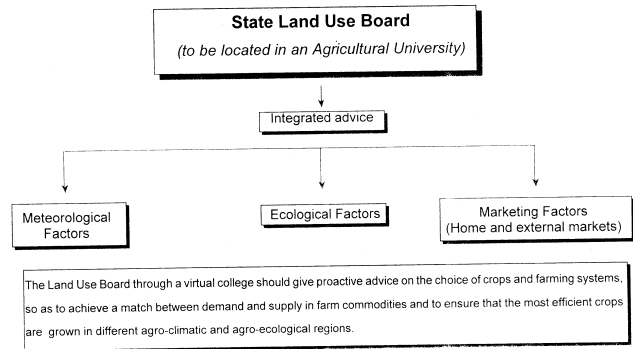 State Land Use Board
(to be located in an Agricultural University)
Integrated advice
Meteorological
Factors
Ecological Factors
Marketing Factors
(Home and external markets)
The Land Use Board through a virtual college should give proactive advice on the choice of crops and farming systems,
so as to achieve a match between demand and supply in farm commodities and to ensure that the most efficient crops
are grown in different agro-climatic and agro-ecological regions.